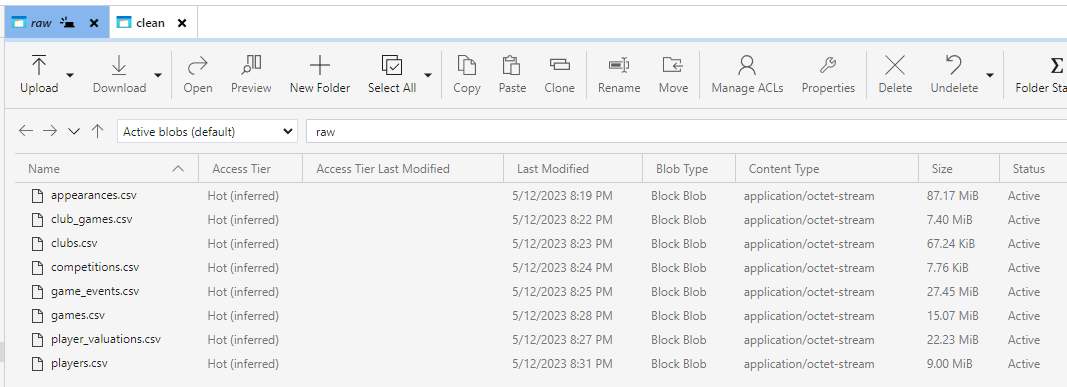 raw clean
Upload Download Open Preview New Folder Select All Copy Paste Clone Rename Move Manage ACLs Properties Delete Undelete Folder Sta
Active blobs (default) raw
Name Access Tier Access Tier Last Modified Last Modified Blob Type Content Type Size Status
appearances.csv Hot (inferred) 5/12/2023 8:19 PM Block Blob application/octet-stream 87.17 MiB Active
club_games.csv Hot (inferred) 5/12/2023 8:22 PM Block Blob application/octet-stream 7.40 MiB Active
clubs.csv Hot (inferred) 5/12/2023 8:23 PM Block Blob application/octet-stream 67.24 KiB Active
competitions.csv Hot (inferred) 5/12/2023 8:24 PM Block Blob application/octet-stream 7.76 KiB Active
game_events.csv Hot (inferred) 5/12/2023 8:25 PM Block Blob application/octet-stream 27.45 MiB Active
games.csv Hot (inferred) 5/12/2023 8:28 PM Block Blob application/octet-stream 15.07 MiB Active
player_valuations.csv Hot (inferred) 5/12/2023 8:27 PM Block Blob application/octet-stream 22.23 MiB Active
players.csv Hot (inferred) 5/12/2023 8:31 PM Block Blob application/octet-stream 9.00 MiB Active